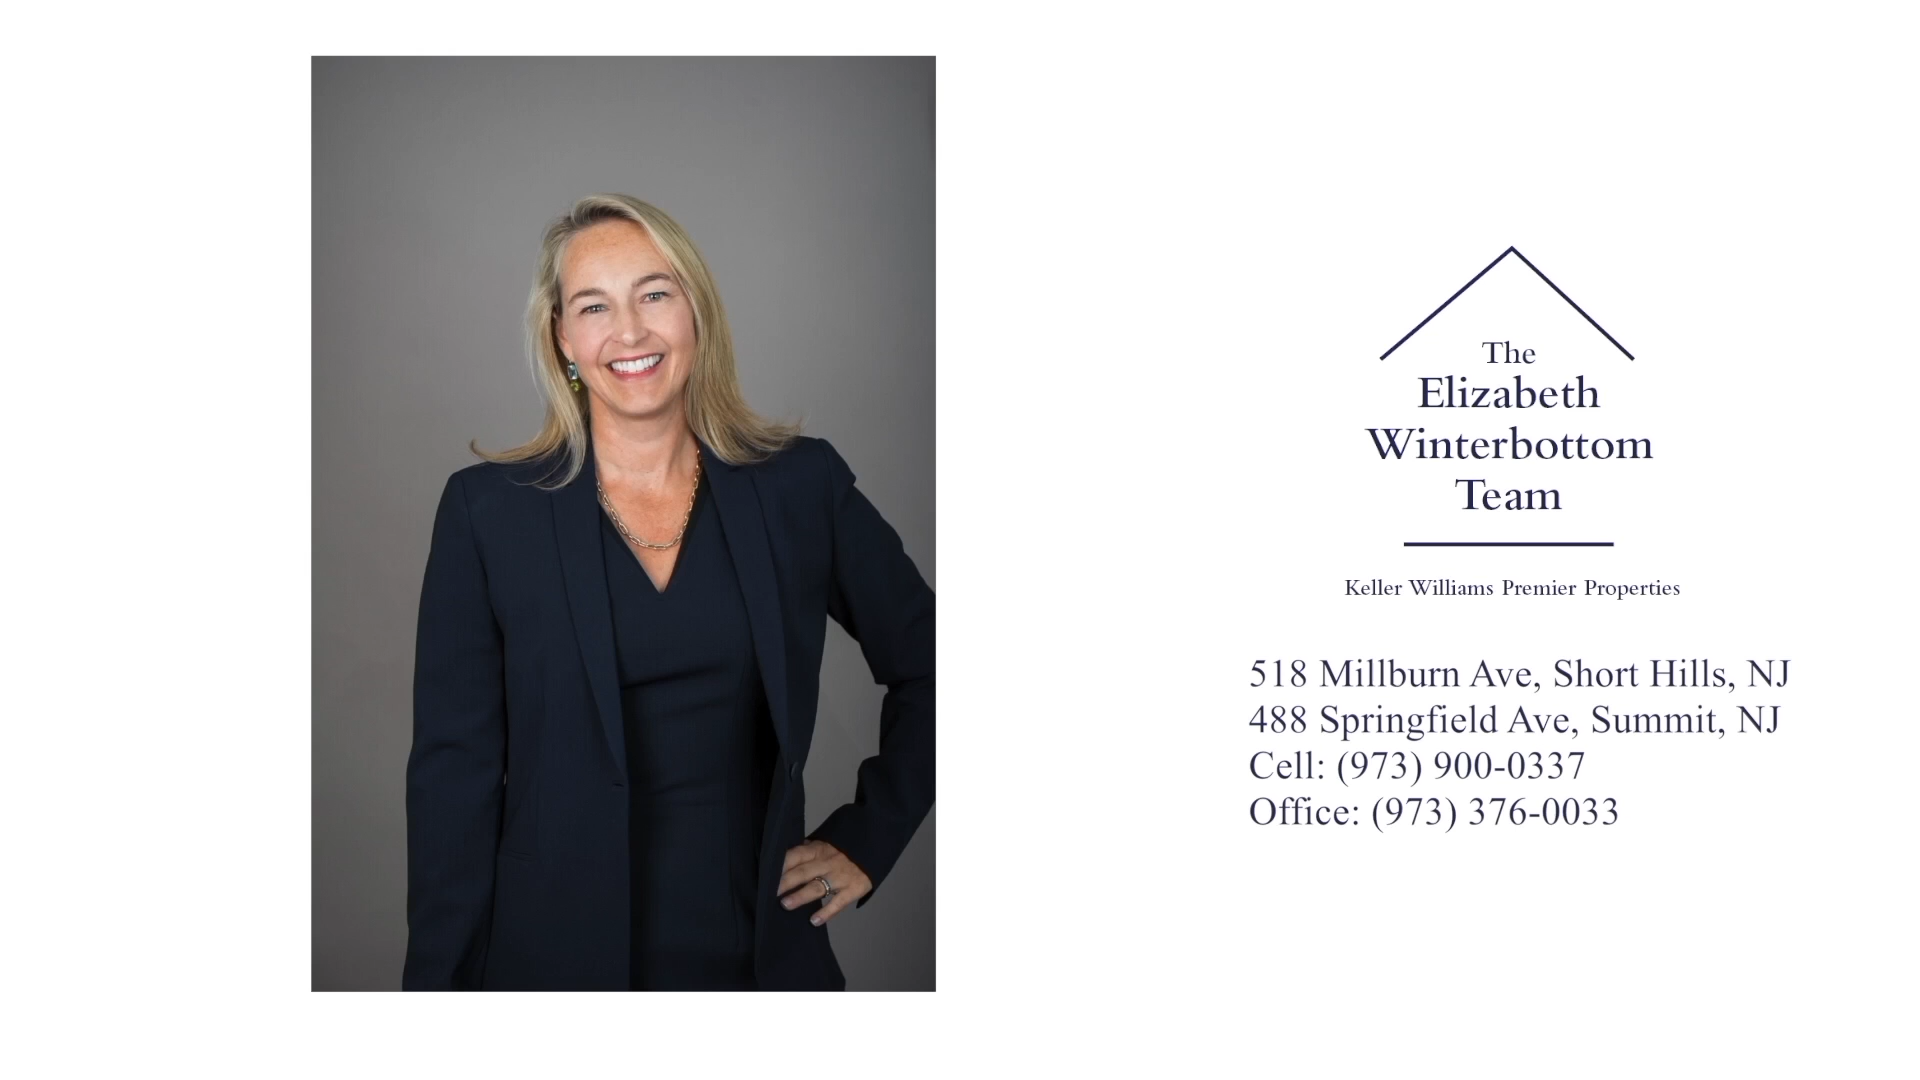 The
Elizabeth
Winterbottom
Team
Keller Williams Premier Properties
518 Millburn Ave, Short Hills, NJ
488 Springfield Ave, Summit, NJ
Cell: (973) 900-0337
Office: (973) 376-0033